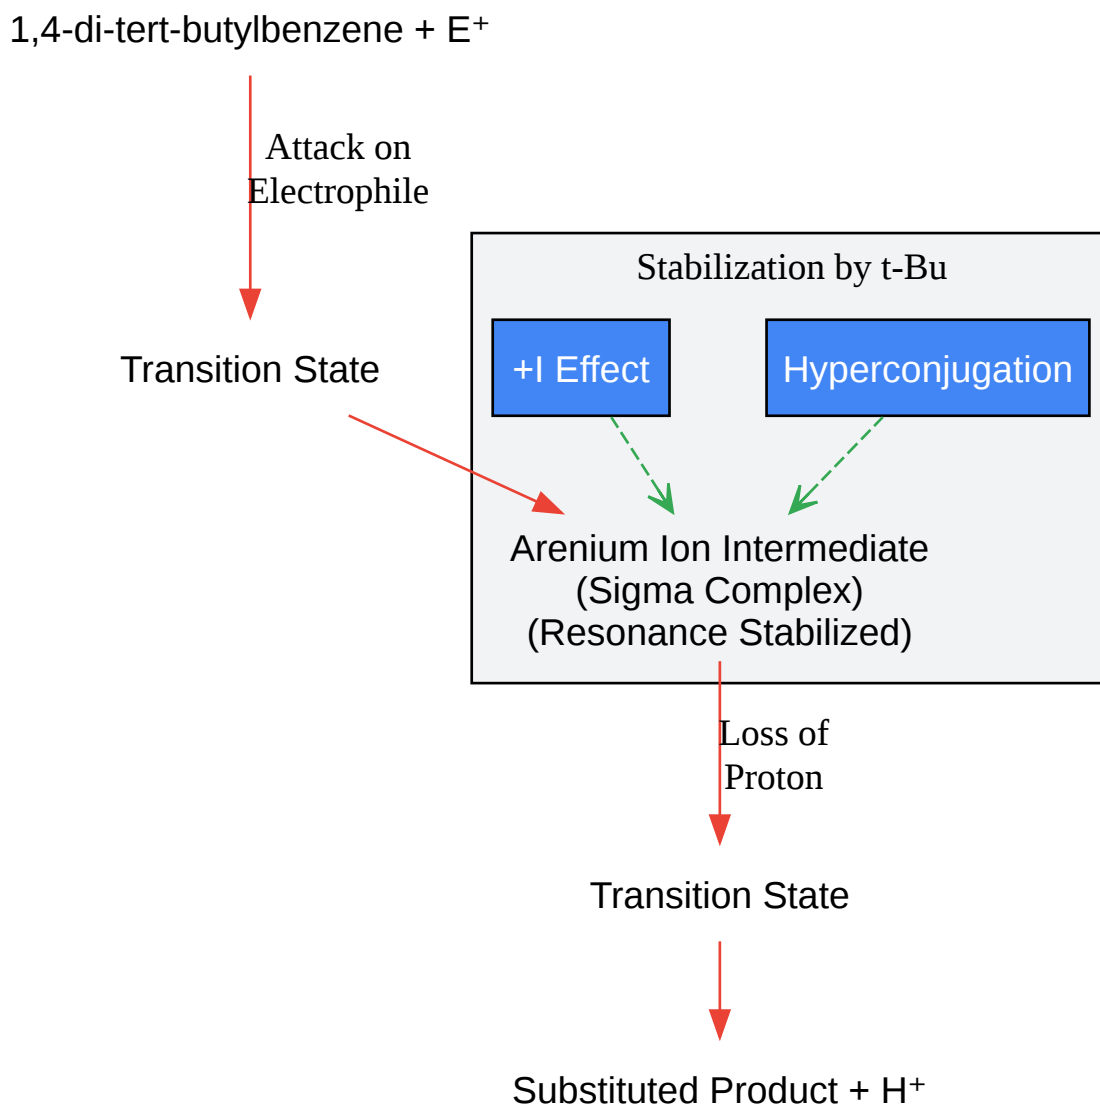 1,4-di-tert-butylbenzene + E⁺
Attack on
Electrophile
Stabilization by t-Bu
+I Effect
Hyperconjugation
Transition State
Arenium Ion Intermediate
(Sigma Complex)
(Resonance Stabilized)
Loss of
Proton
Transition State
Substituted Product + H⁺